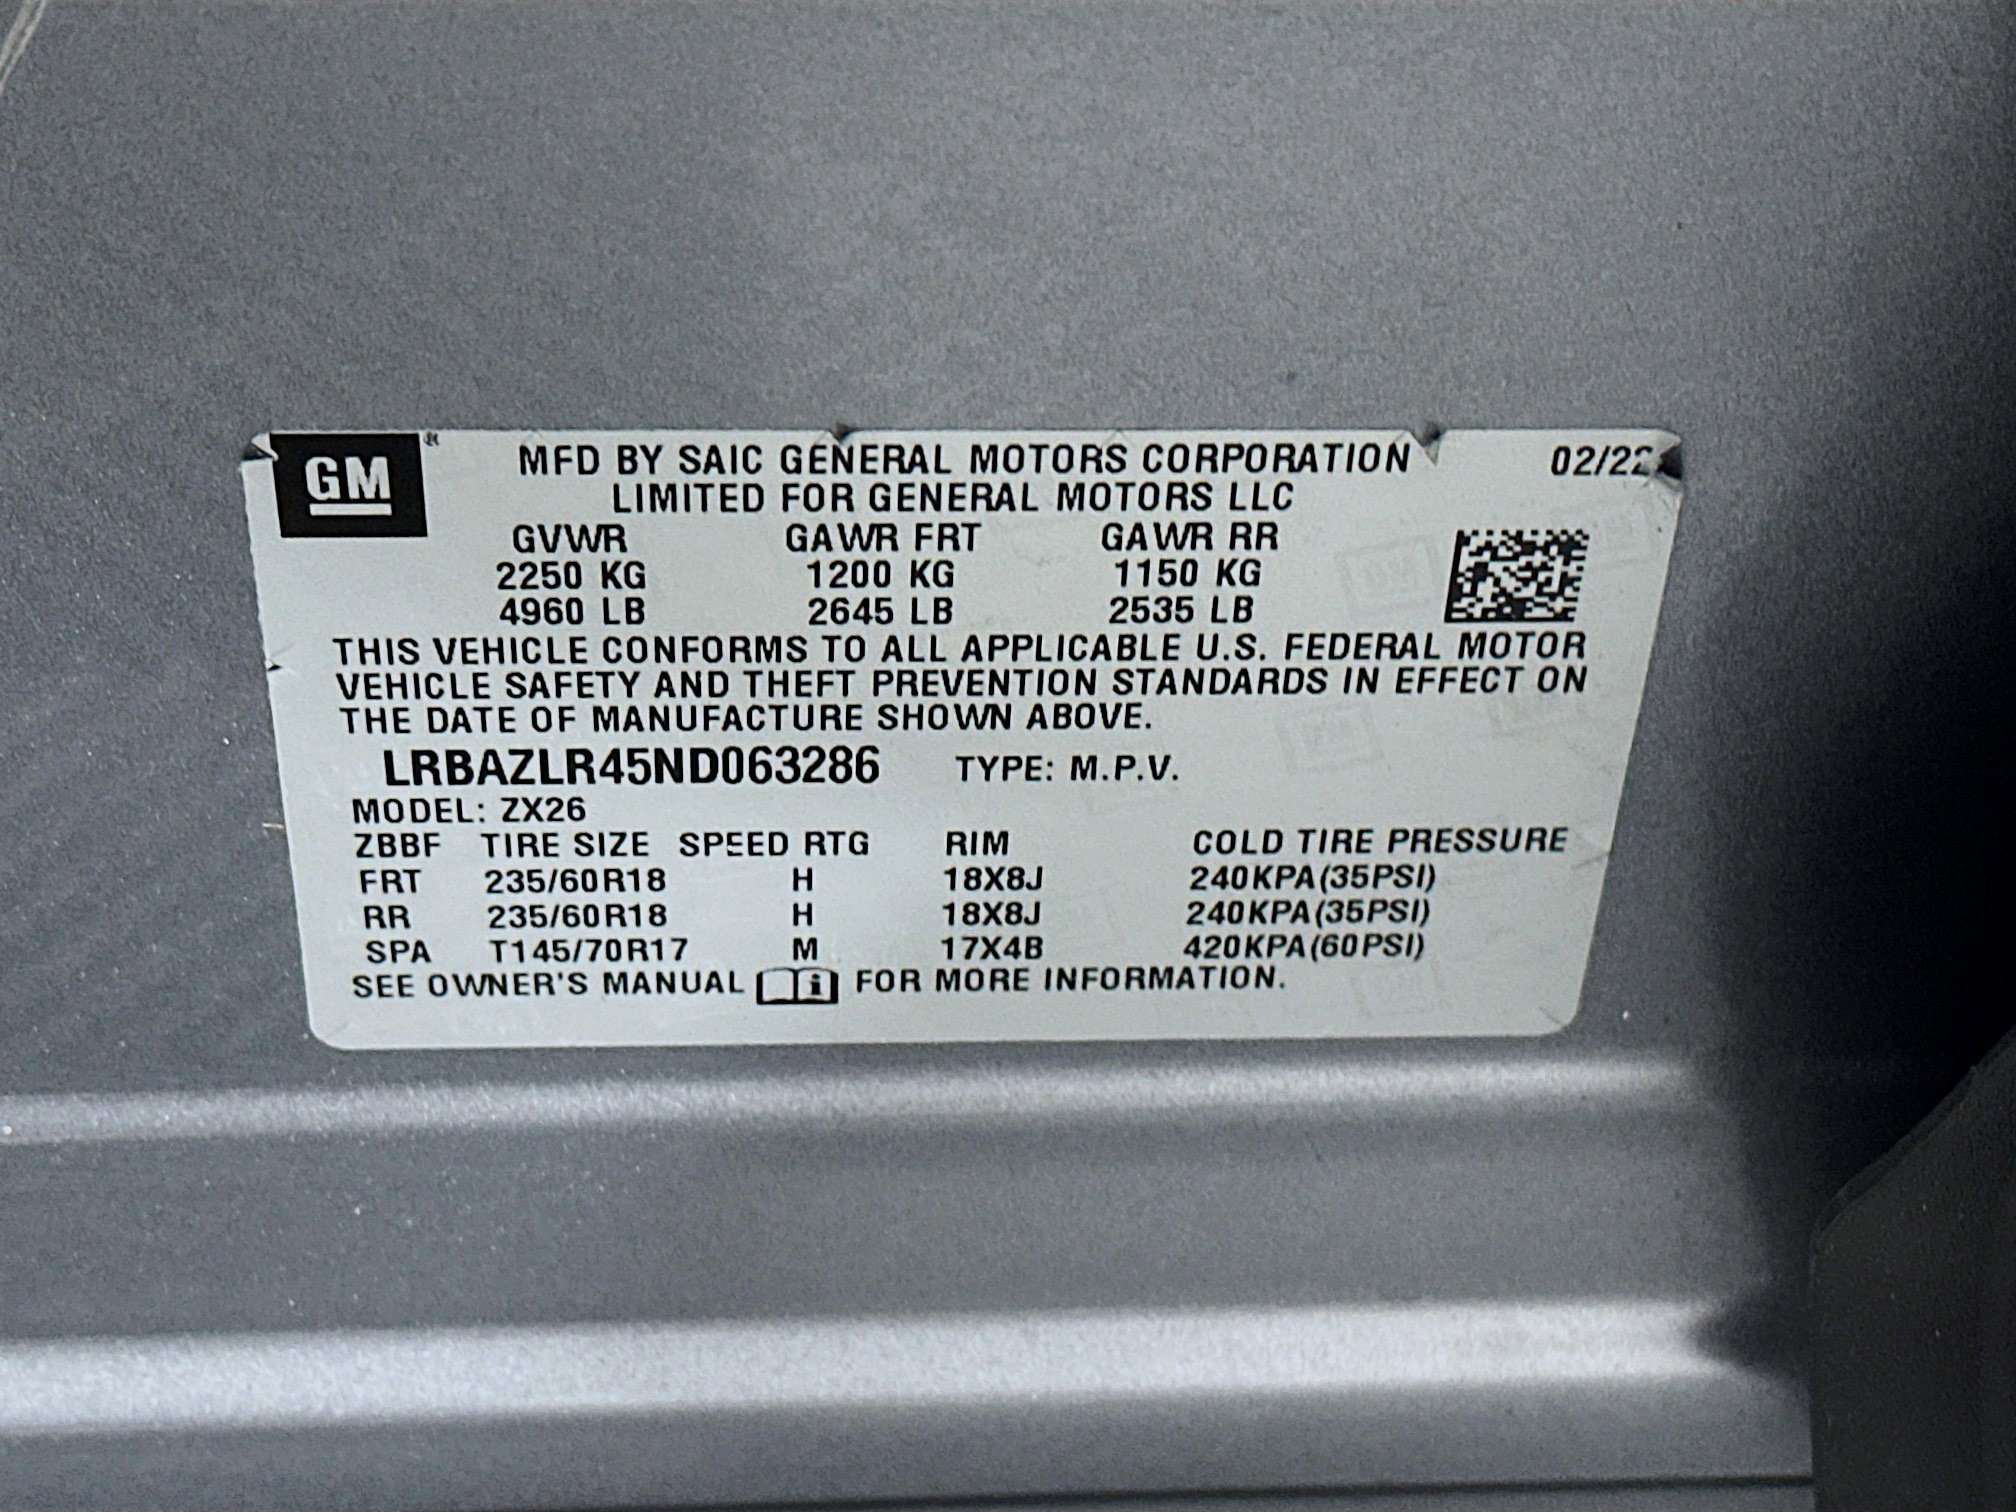 GM ®
MFD BY SAIC GENERAL MOTORS CORPORATION 02/22
LIMITED FOR GENERAL MOTORS LLC
GVWR GAWR FRT GAWR RR
2250 KG 1200 KG 1150 KG
4960 LB 2645 LB 2535 LB
THIS VEHICLE CONFORMS TO ALL APPLICABLE U.S. FEDERAL MOTOR
VEHICLE SAFETY AND THEFT PREVENTION STANDARDS IN EFFECT ON
THE DATE OF MANUFACTURE SHOWN ABOVE.
LRBAZLR45ND063286 TYPE: M.P.V.
MODEL: ZX26
ZBBF TIRE SIZE SPEED RTG RIM COLD TIRE PRESSURE
FRT 235/60R18 H 18X8J 240KPA(35PSI)
RR 235/60R18 H 18X8J 240KPA(35PSI)
SPA T145/70R17 M 17X4B 420KPA(60PSI)
SEE OWNER'S MANUAL i FOR MORE INFORMATION.